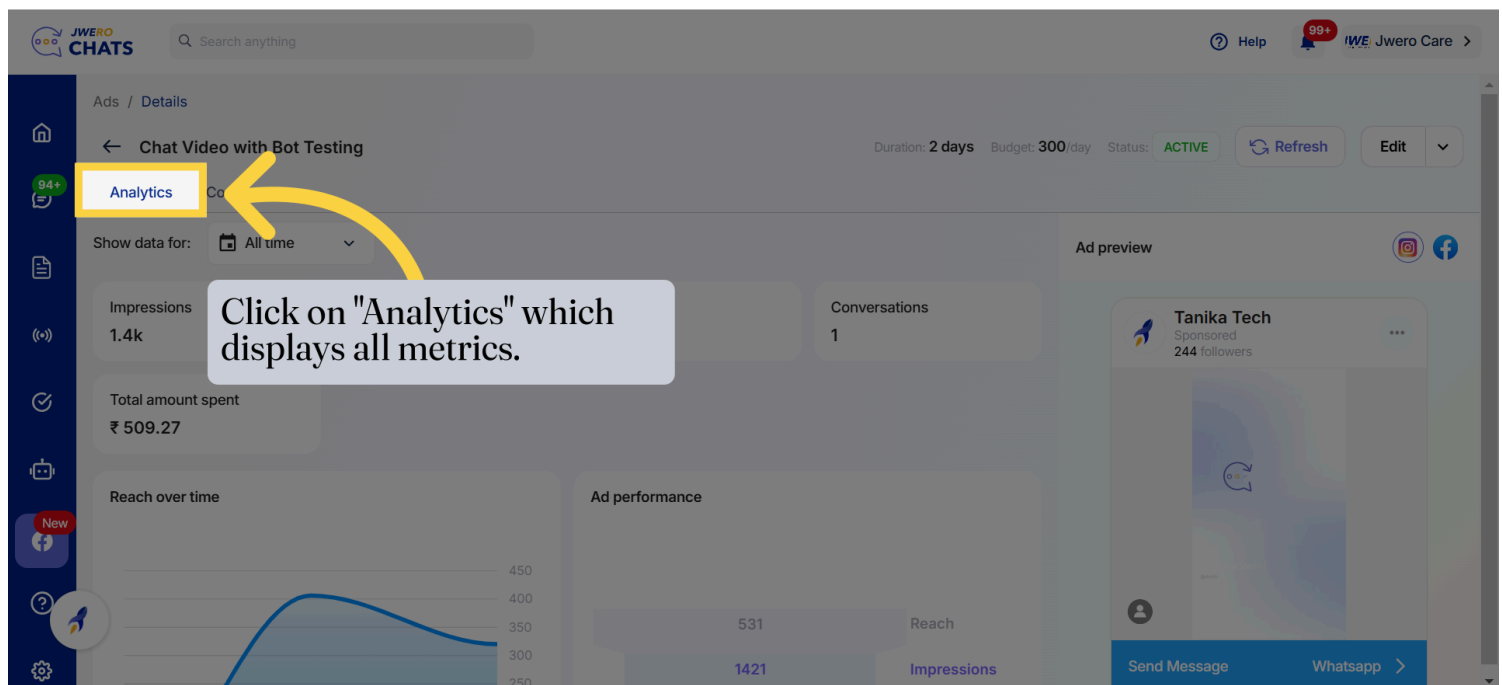 JWERO
CHATS
Search anything
Help
99+
JWE Jwero Care
Ads / Details
Chat Video with Bot Testing
Duration: 2 days Budget: 300/day Status: ACTIVE
Refresh
Edit
94+
Analytics
Show data for:
All time
Ad preview
Impressions
1.4k
Click on "Analytics" which
displays all metrics.
Conversations
1
Tanika Tech
Sponsored
244 followers
Total amount spent
₹ 509.27
Reach over time
Ad performance
New
450
400
350
300
250
531 Reach
1421 Impressions
Send Message
Whatsapp